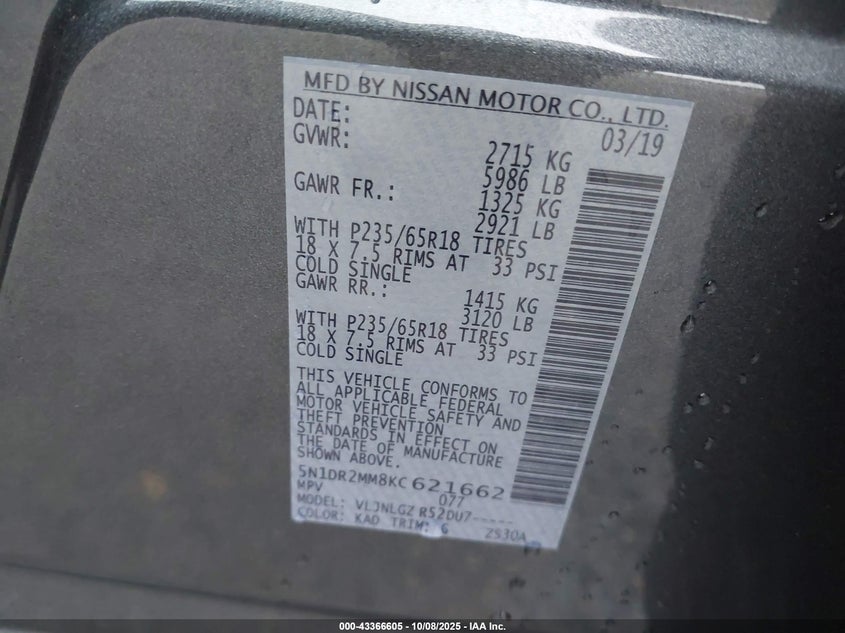 MFD BY NISSAN MOTOR CO., LTD.
DATE: 03/19
GVWR: 2715 KG
5986 LB
GAWR FR.: 1325 KG
2921 LB
WITH P235/65R18 TIRES
18 X 7.5 RIMS AT 33 PSI
COLD SINGLE
GAWR RR.: 1415 KG
3120 LB
WITH P235/65R18 TIRES
18 X 7.5 RIMS AT 33 PSI
COLD SINGLE
THIS VEHICLE CONFORMS TO
ALL APPLICABLE FEDERAL
MOTOR VEHICLE SAFETY AND
THEFT PREVENTION
STANDARDS IN EFFECT ON
THE DATE OF MANUFACTURE
SHOWN ABOVE.
5N1DR2MM8KC621662
MPV 077
MODEL: VLJNLGZ R52DU7-----
COLOR: KAD TRIM: G 2S30A
000-43366605 - 10/08/2025 - IAA Inc.